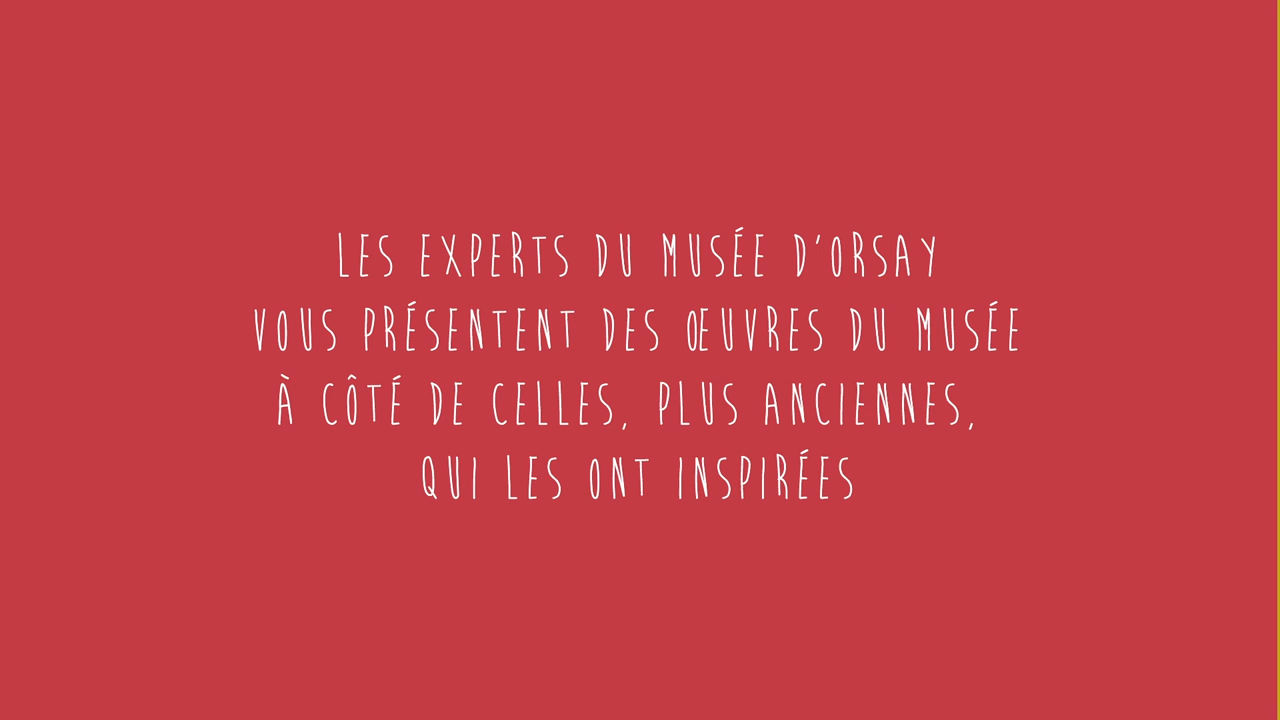 LES EXPERTS DU MUSÉE D'ORSAY
VOUS PRÉSENTENT DES ŒUVRES DU MUSÉE
À CÔTÉ DE CELLES, PLUS ANCIENNES,
QUI LES ONT INSPIRÉES